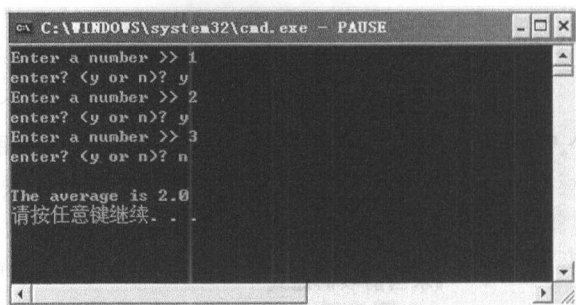 C:\WINDOWS\system32\cmd.exe - PAUSE
Enter a number >> 1
enter? (y or n)? y
Enter a number >> 2
enter? (y or n)? y
Enter a number >> 3
enter? (y or n)? n
The average is 2.0
请按任意键继续. . .